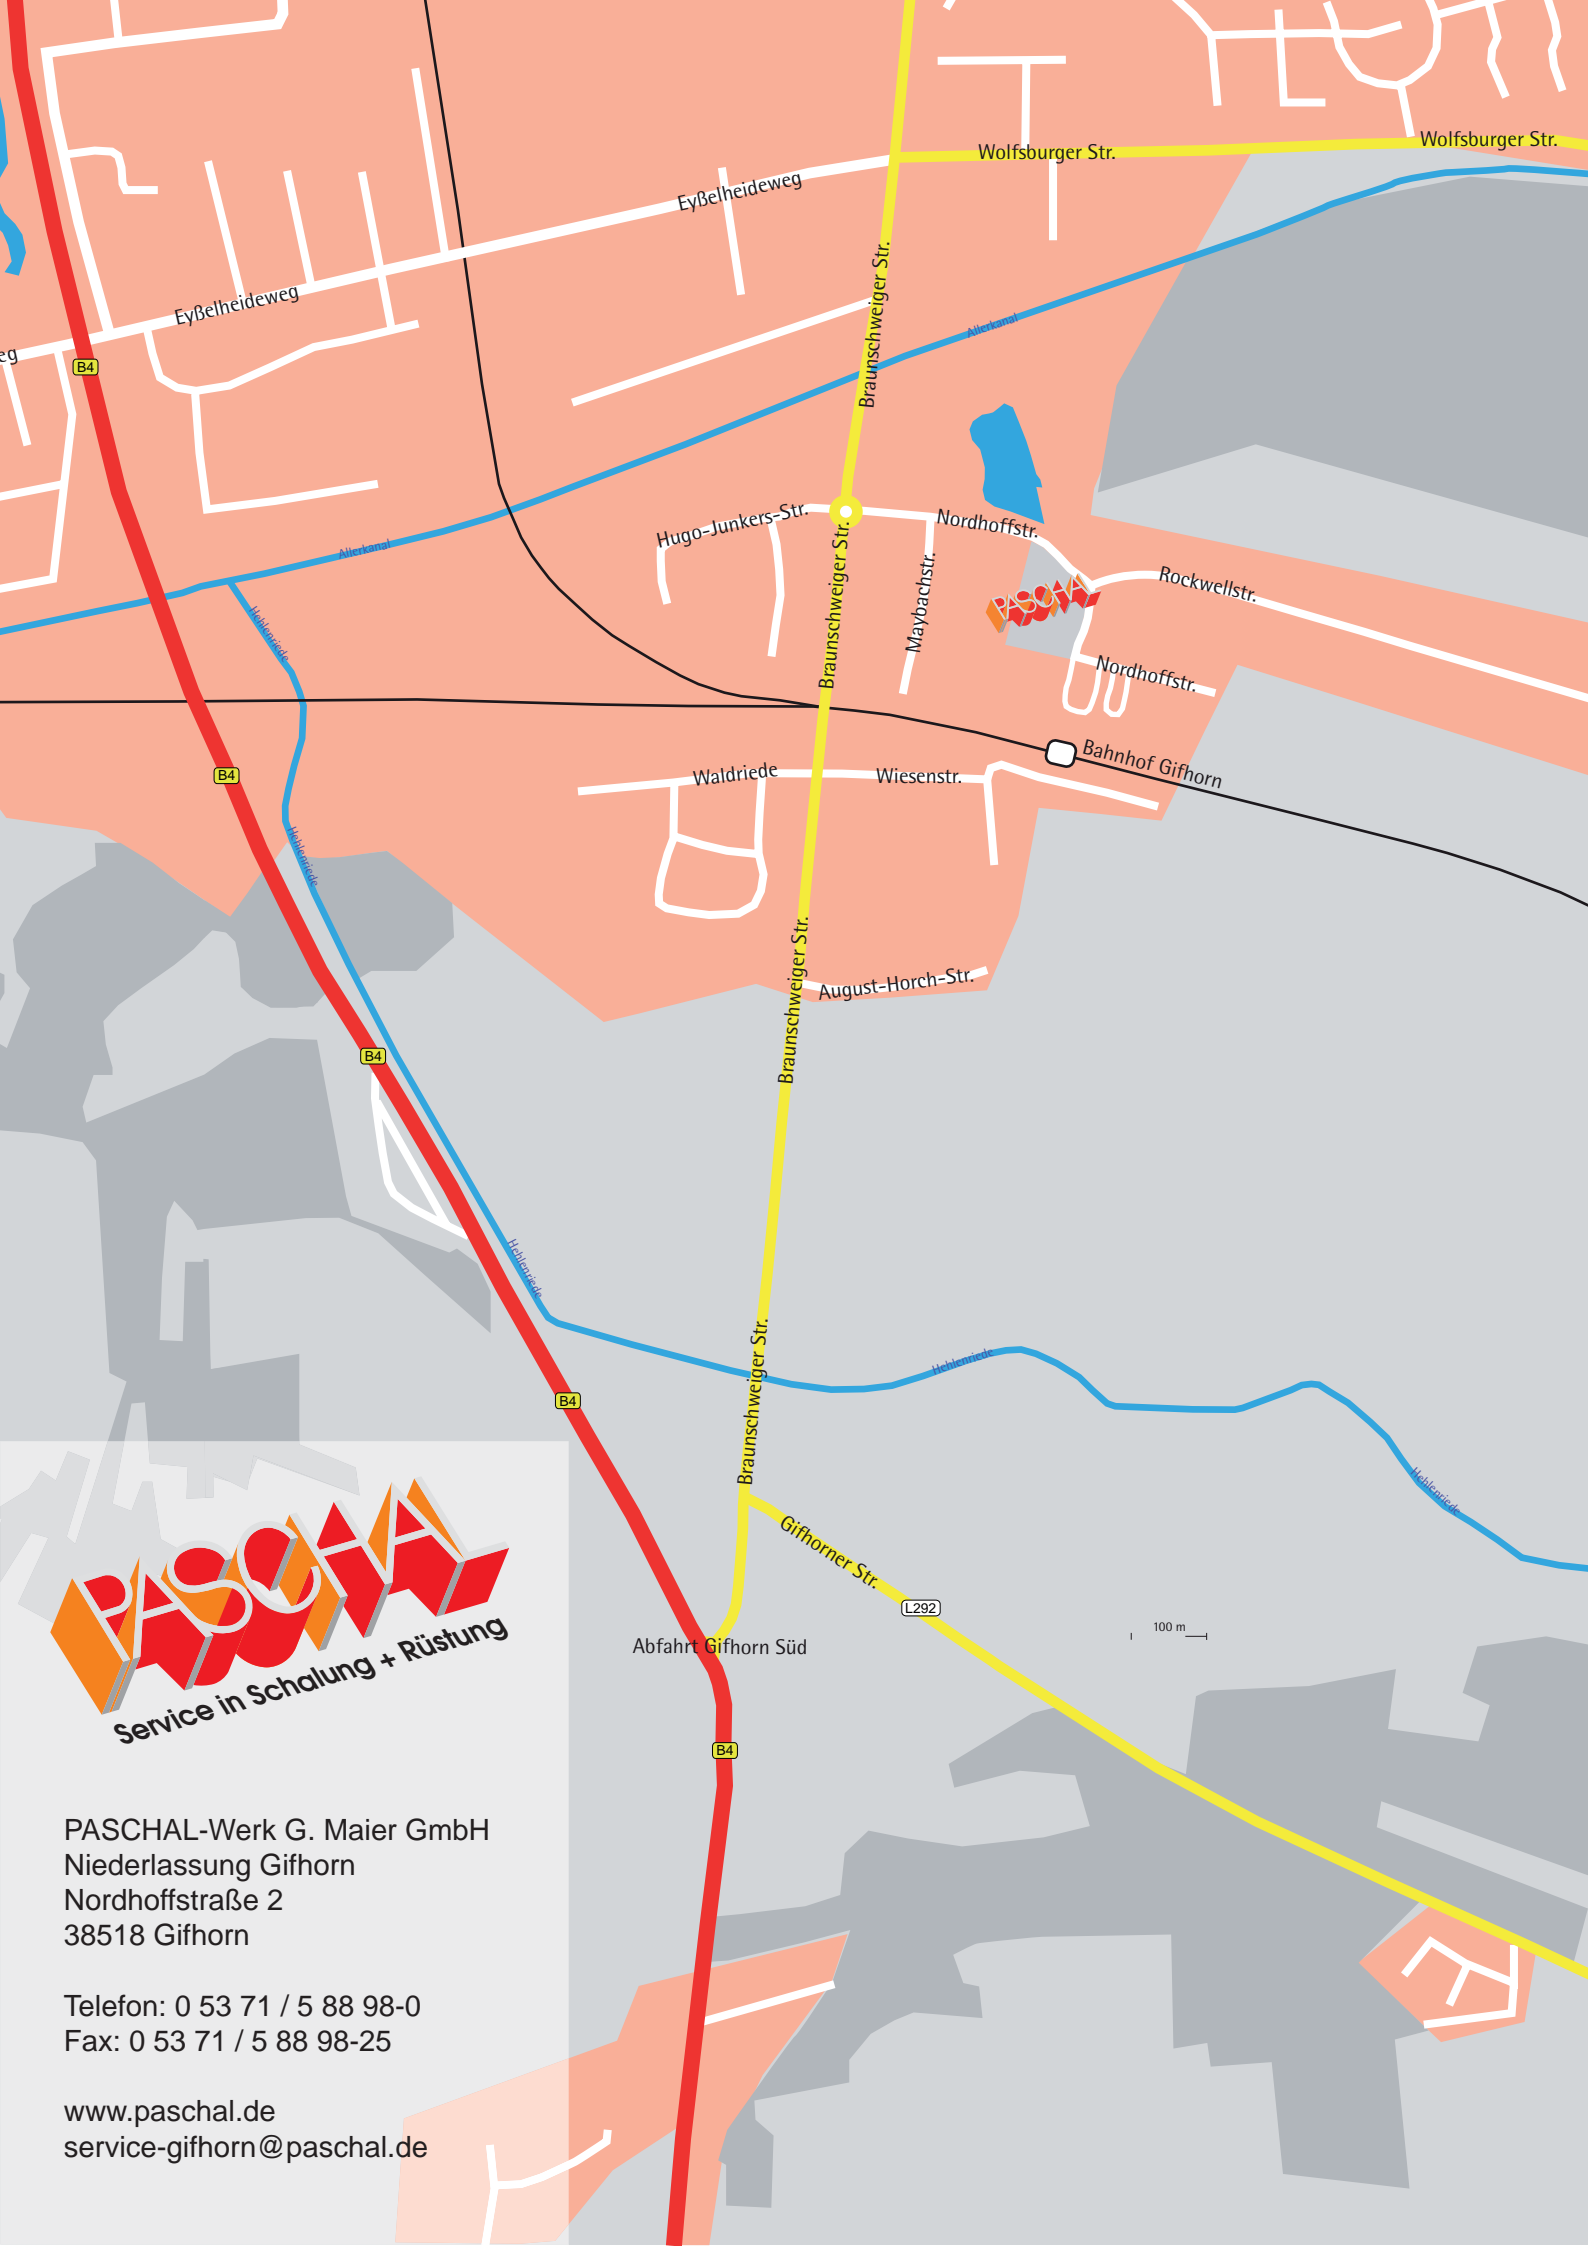 Wolfsburger Str.
Wolfsburger Str.
Eyßelheideweg
Braunschweiger Str.
Eyßelheideweg
Allerkanal
eg
B4
Hugo-Junkers-Str.
Nordhoffstr.
Allerkanal
Braunschweiger Str.
Maybachstr.
PASCHAL
Rockwellstr.
Hehlenriede
Nordhoffstr.
Bahnhof Gifhorn
B4
Waldriede
Wiesenstr.
Hehlenriede
Braunschweiger Str.
August-Horch-Str.
B4
Hehlenriede
Braunschweiger Str.
Hehlenriede
B4
Hehlenriede
Gifhorner Str.
L292
100 m
Abfahrt Gifhorn Süd
B4
PASCHAL
Service in Schalung + Rüstung
PASCHAL-Werk G. Maier GmbH
Niederlassung Gifhorn
Nordhoffstraße 2
38518 Gifhorn
Telefon: 0 53 71 / 5 88 98-0
Fax: 0 53 71 / 5 88 98-25
www.paschal.de
service-gifhorn@paschal.de